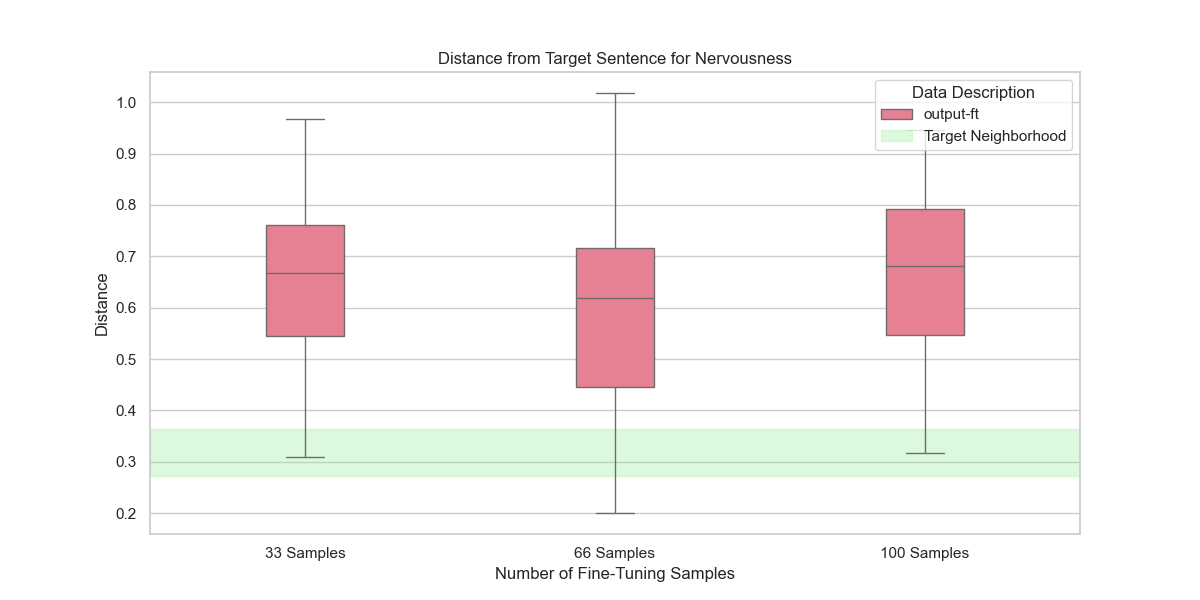 Distance from Target Sentence for Nervousness
Data Description
output-ft
Target Neighborhood
Distance
1.0
0.9
0.8
0.7
0.6
0.5
0.4
0.3
0.2
33 Samples
66 Samples
100 Samples
Number of Fine-Tuning Samples